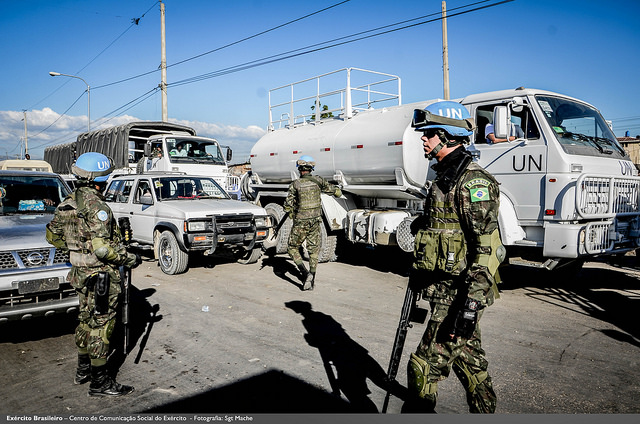 UN
UN
UN
UN
Exército Brasileiro – Centro de Comunicação Social do Exército - Fotografia: Sgt Mache